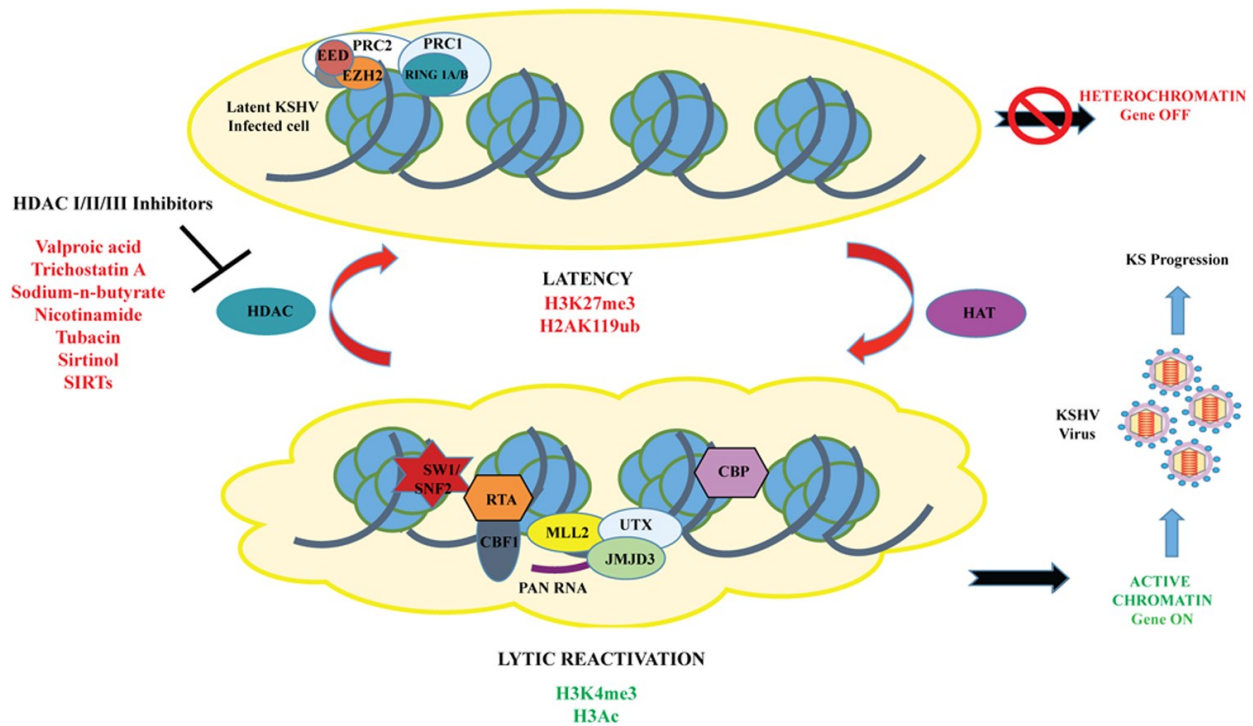 PRC2
PRC1
EED
EZH2
RING 1A/B
Latent KSHV
Infected cell
HETEROCHROMATIN
Gene OFF
HDAC I/II/III Inhibitors
Valproic acid
Trichostatin A
Sodium-n-butyrate
Nicotinamide
Tubacin
Sirtinol
SIRTs
HDAC
LATENCY
H3K27me3
H2AK119ub
HAT
KS Progression
KSHV
Virus
SW1/
SNF2
RTA
CBF1
MLL2
UTX
JMJD3
CBP
PAN RNA
ACTIVE
CHROMATIN
Gene ON
LYTIC REACTIVATION
H3K4me3
H3Ac